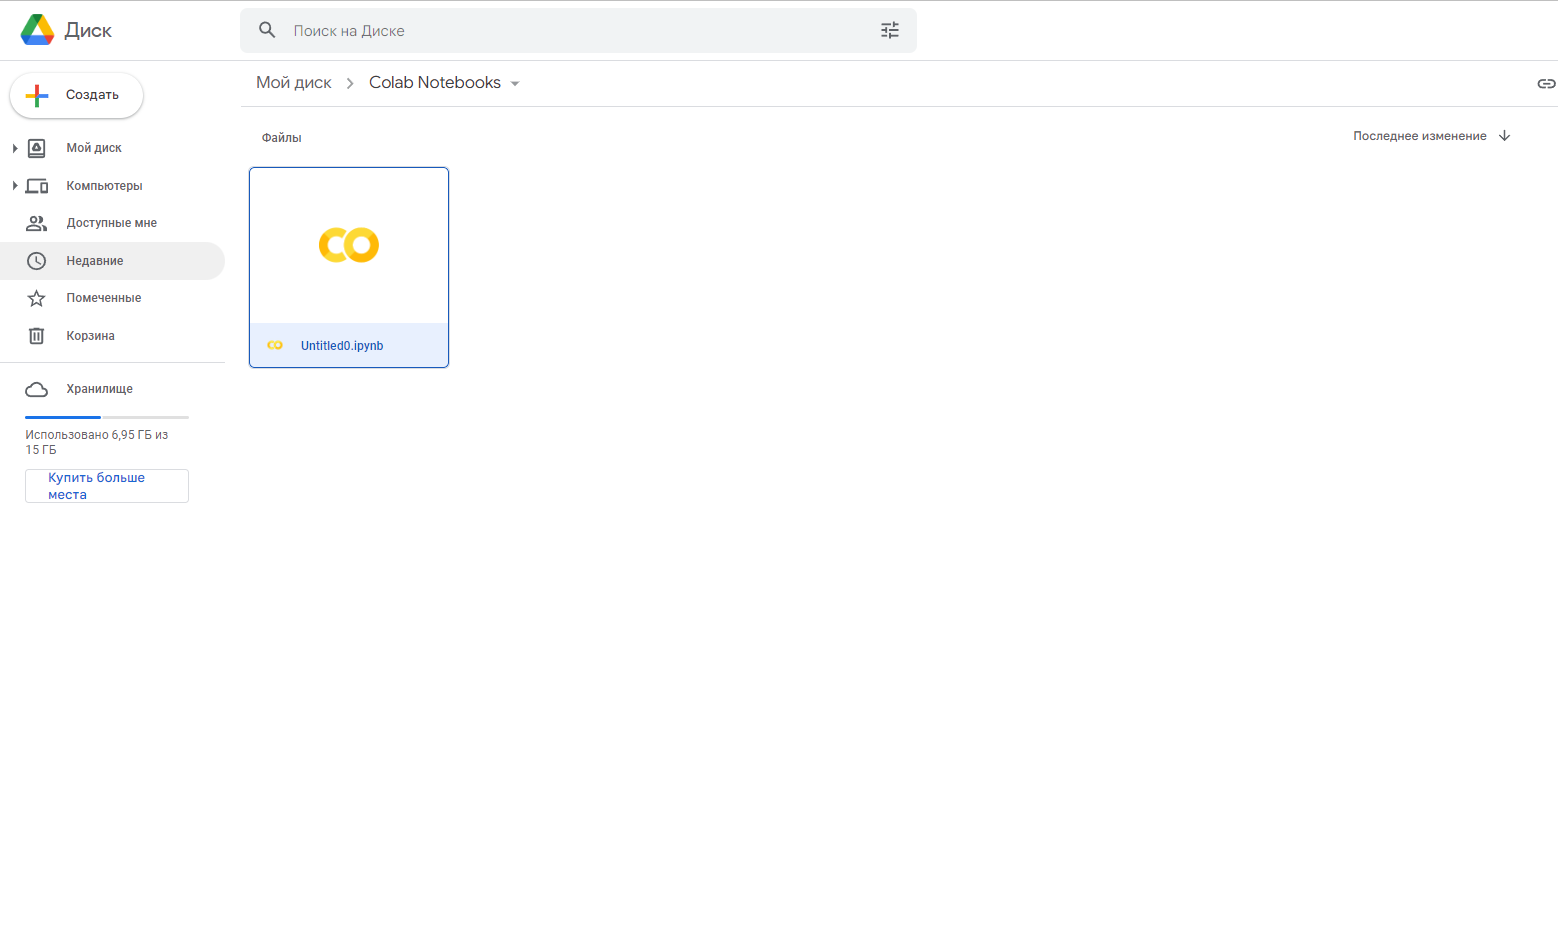 Диск
Поиск на Диске
Создать
Мой диск
Компьютеры
Доступные мне
Недавние
Помеченные
Корзина
Хранилище
Использовано 6,95 ГБ из
15 ГБ
Купить больше
места
Мой диск
Colab Notebooks
Файлы
Последнее изменение
Untitled0.ipynb